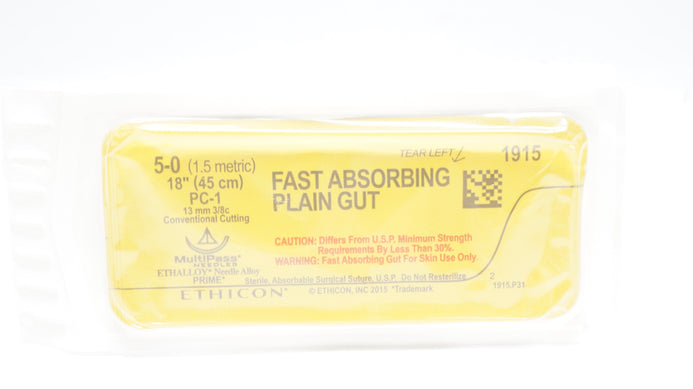 5-0 (1.5 metric)
18" (45 cm)
PC-1
13 mm 3/8c
Conventional Cutting
MultiPass*
NEEDLES
ETHALLOY* Needle Alloy
PRIME*
ETHICON*
TEAR LEFT
1915
FAST ABSORBING
PLAIN GUT
CAUTION: Differs From U.S.P. Minimum Strength
Requirements By Less Than 30%.
WARNING: Fast Absorbing Gut For Skin Use Only.
Sterile, Absorbable Surgical Suture, U.S.P. Do Not Resterilize
© ETHICON, INC 2015 *Trademark
2
1915.P31